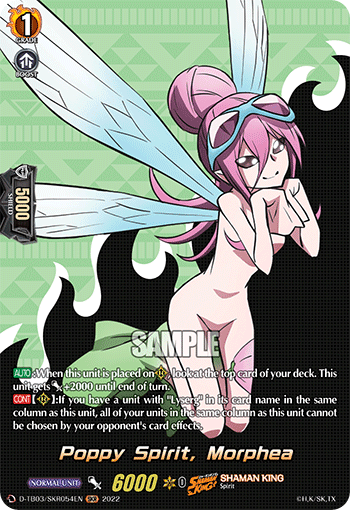 1
GRADE
BOOST
5000
SHIELD
SAMPLE
AUTO:When this unit is placed on R, look at the top card of your deck. This
unit gets +2000 until end of turn.
CONT【R】:If you have a unit with "Lyserg" in its card name in the same
column as this unit, all of your units in the same column as this unit cannot
be chosen by your opponent's card effects.
Poppy Spirit, Morphea
NORMAL UNIT
6000
0
SHAMAN KING
SHAMAN KING
Spirit
D-TB03/SKR054EN
2022
©H,K/SK,TX